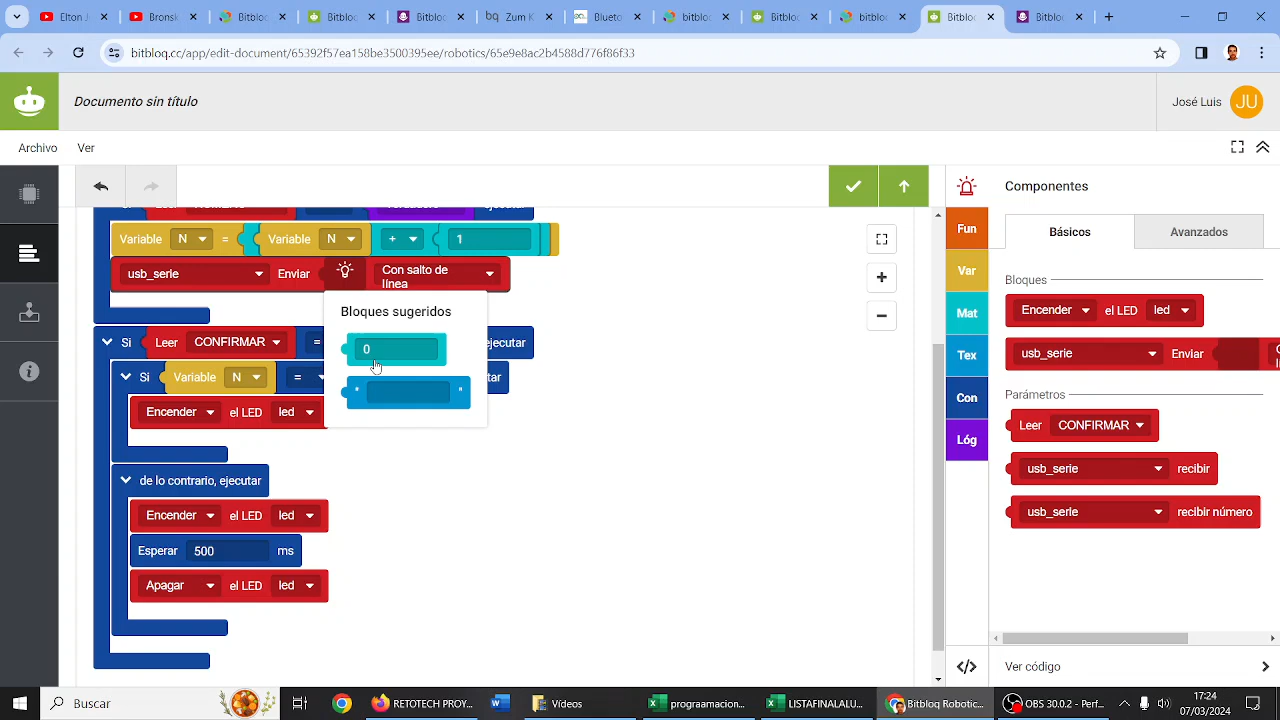 Elton J
Bronsk
El bot
Bitbloq
Bitbloq
Zum K
Blueto
bitbloq
Bitbloq
bitbloq
Bitbloq
Bitbloq
bitbloq.cc/app/edit-document/65392f57ea158be3500395ee/robotics/65e9e8ac2b4588d776f86f33
Documento sin título
José Luis JU
Archivo Ver
Componentes
Básicos Avanzados
Fun
Var
Mat
Tex
Con
Lóg
Variable N = Variable N + 1
usb_serie Enviar Con salto de línea
Bloques sugeridos
0
" "
Si Leer CONFIRMAR = ejecutar
Si Variable N =
Encender el LED led
de lo contrario, ejecutar
Encender el LED led
Esperar 500 ms
Apagar el LED led
Bloques
Encender el LED led
usb_serie Enviar
Parámetros
Leer CONFIRMAR
usb_serie recibir
usb_serie recibir número
</> Ver código
Buscar
RETOTECH PROY...
Vídeos
prograamacion...
LISTAFINALALU...
Bitbloq Robotic...
OBS 30.0.2 - Perf...
17:24
07/03/2024